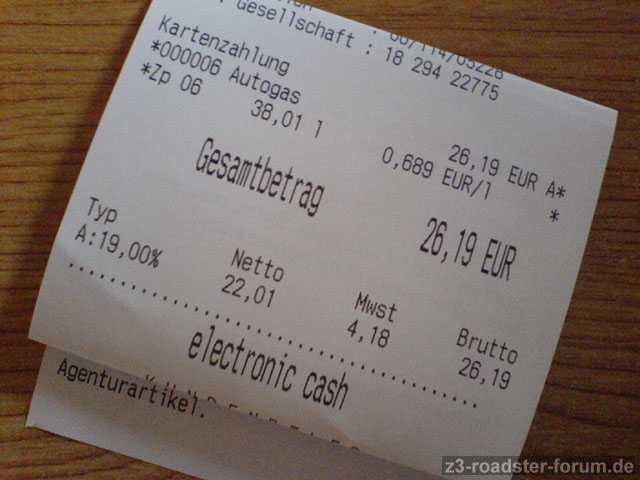 . Gesellschaft : 18 294 22775
Kartenzahlung
*000006 Autogas 26,19 EUR A*
*Zp 06 38,01 l 0,689 EUR/l *
Gesamtbetrag 26,19 EUR
Typ Netto Mwst Brutto
A:19,00% 22,01 4,18 26,19
electronic cash
Agenturartikel.
z3-roadster-forum.de